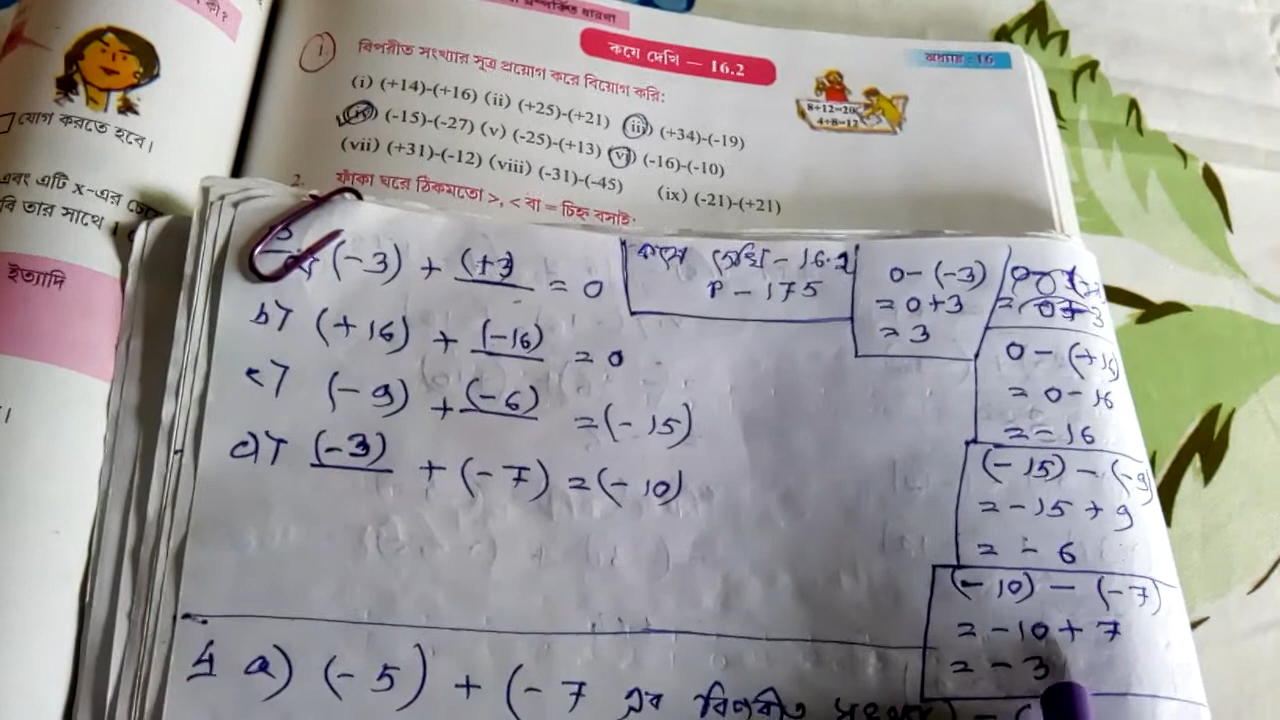 কষে দেখি — 16.2
অধ্যায় : 16
1. বিপরীত সংখ্যার সূত্র প্রয়োগ করে বিয়োগ করি:
(i) (+14)-(+16) (ii) (+25)-(+21) (iii) (+34)-(-19)
(iv) (-15)-(-27) (v) (-25)-(+13) (vi) (-16)-(-10)
(vii) (+31)-(-12) (viii) (-31)-(-45) (ix) (-21)-(+21)
2. ফাঁকা ঘরে ঠিকমতো >, < বা = চিহ্ন বসাই:
8+12=20
4+8=12
যোগ করতে হবে।
এবং এটি x-এর
তার সাথে
ইত্যাদি
(-3) + (+3) = 0
b> (+16) + (-16) = 0
c> (-9) + (-6) = (-15)
d> (-3) + (-7) = (-10)
কষে দেখি - 16.2
P - 175
0-(-3)
= 0+3
= 3
0 - (+16)
= 0-16
= -16
(-15) - (-9)
= -15 + 9
= - 6
(-10) - (-7)
= -10 + 7
= - 3
4 a) (-5) + (-7 এর বিপরীত